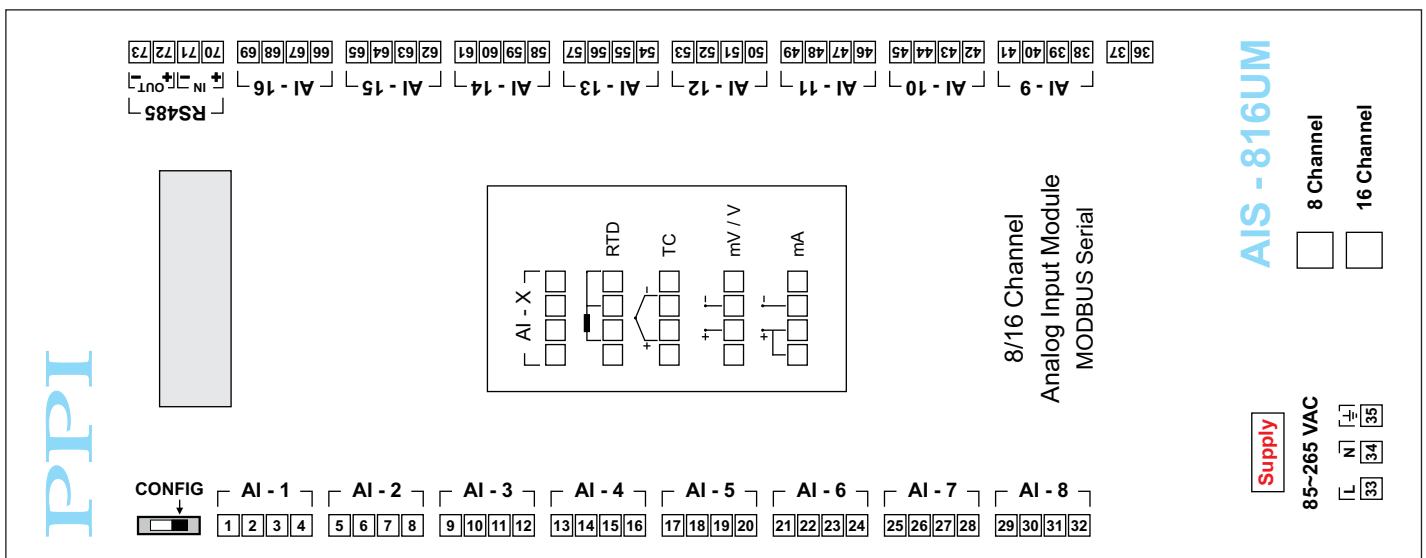 PPI
73 72 71 70
69 68 67 66
65 64 63 62
61 60 59 58
57 56 55 54
53 52 51 50
49 48 47 46
45 44 43 42
41 40 39 38
37 36
- OUT + - IN +
RS485
AI - 16
AI - 15
AI - 14
AI - 13
AI - 12
AI - 11
AI - 10
AI - 9
AI - X
RTD
+ - TC
+ - mV / V
+ - mA
8/16 Channel
Analog Input Module
MODBUS Serial
AIS - 816UM
8 Channel
16 Channel
Supply
85~265 VAC
L N
33 34 35
CONFIG
AI - 1
AI - 2
AI - 3
AI - 4
AI - 5
AI - 6
AI - 7
AI - 8
1 2 3 4
5 6 7 8
9 10 11 12
13 14 15 16
17 18 19 20
21 22 23 24
25 26 27 28
29 30 31 32